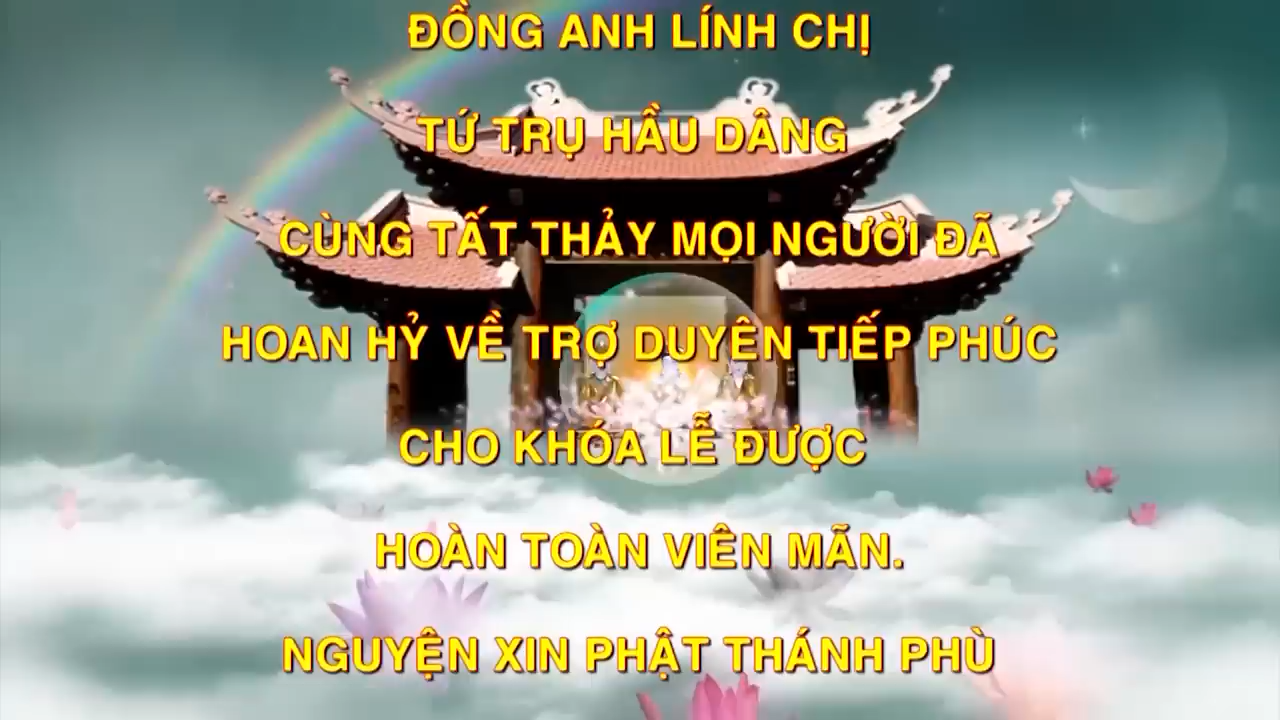 ĐỒNG ANH LÍNH CHỊ
TỨ TRỤ HẦU DÂNG
CÙNG TẤT THẢY MỌI NGƯỜI ĐÃ
HOAN HỶ VỀ TRỢ DUYÊN TIẾP PHÚC
CHO KHÓA LỄ ĐƯỢC
HOÀN TOÀN VIÊN MÃN.
NGUYỆN XIN PHẬT THÁNH PHÙ